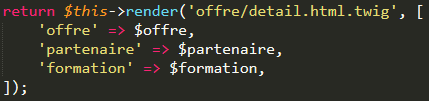 return $this->render('offre/detail.html.twig', [
    'offre' => $offre,
    'partenaire' => $partenaire,
    'formation' => $formation,
]);